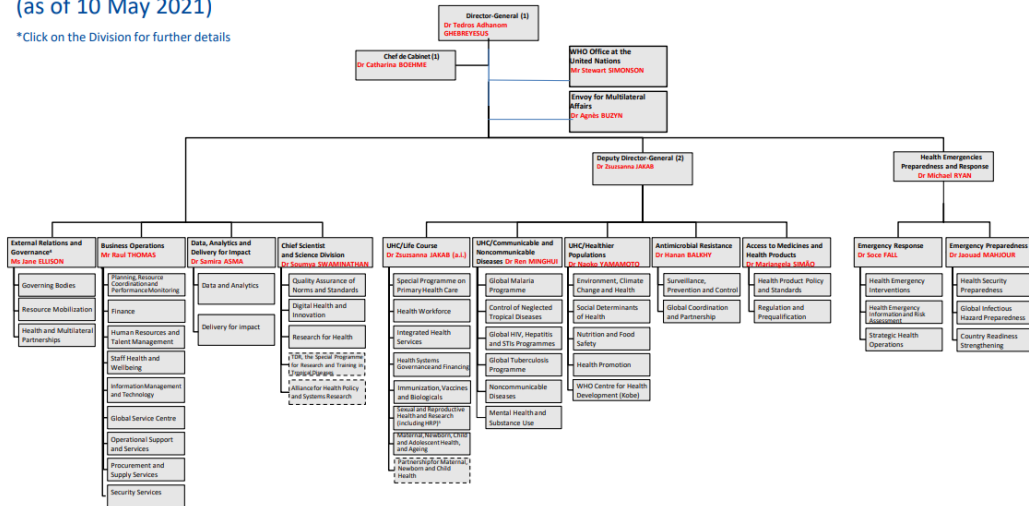 (as of 10 May 2021)
*Click on the Division for further details
Director-General (1)
Dr Tedros Adhanom
GHEBREYESUS
Chef de Cabinet (1)
Dr Catharina BOEHME
WHO Office at the
United Nations
Mr Stewart SIMONSON
Envoy for Multilateral
Affairs
Dr Agnès BUZYN
Deputy Director-General (2)
Dr Zsuzsanna JAKAB
Health Emergencies
Preparedness and Response
Dr Michael RYAN
External Relations and
Governance*
Ms Jane ELLISON
Governing Bodies
Resource Mobilization
Health and Multilateral
Partnerships
Business Operations
Mr Raul THOMAS
Planning, Resource
Coordination and
Performance Monitoring
Finance
Human Resources and
Talent Management
Staff Health and
Wellbeing
Information Management
and Technology
Global Service Centre
Operational Support
and Services
Procurement and
Supply Services
Security Services
Data, Analytics and
Delivery for Impact
Dr Samira ASMA
Data and Analytics
Delivery for impact
Chief Scientist
and Science Division
Dr Soumya SWAMINATHAN
Quality Assurance of
Norms and Standards
Digital Health and
Innovation
Research for Health
TDR, the Special Programme
for Research and Training in
Tropical Diseases
Alliance for Health Policy
and Systems Research
UHC/Life Course
Dr Zsuzsanna JAKAB (a.i.)
Special Programme on
Primary Health Care
Health Workforce
Integrated Health
Services
Health Systems
Governance and Financing
Immunization, Vaccines
and Biologicals
Sexual and Reproductive
Health and Research
(including HRP)¹
Maternal, Newborn, Child
and Adolescent Health,
and Ageing
Partnership for Maternal,
Newborn and Child
Health
UHC/Communicable and
Noncommunicable
Diseases Dr Ren MINGHUI
Global Malaria
Programme
Control of Neglected
Tropical Diseases
Global HIV, Hepatitis
and STIs Programmes
Global Tuberculosis
Programme
Noncommunicable
Diseases
Mental Health and
Substance Use
UHC/Healthier
Populations
Dr Naoko YAMAMOTO
Environment, Climate
Change and Health
Social Determinants
of Health
Nutrition and Food
Safety
Health Promotion
WHO Centre for Health
Development (Kobe)
Antimicrobial Resistance
Dr Hanan BALKHY
Surveillance,
Prevention and Control
Global Coordination
and Partnership
Access to Medicines and
Health Products
Dr Mariangela SIMÃO
Health Product Policy
and Standards
Regulation and
Prequalification
Emergency Response
Dr Soce FALL
Health Emergency
Interventions
Health Emergency
Information and Risk
Assessment
Strategic Health
Operations
Emergency Preparedness
Dr Jaouad MAHJOUR
Health Security
Preparedness
Global Infectious
Hazard Preparedness
Country Readiness
Strengthening